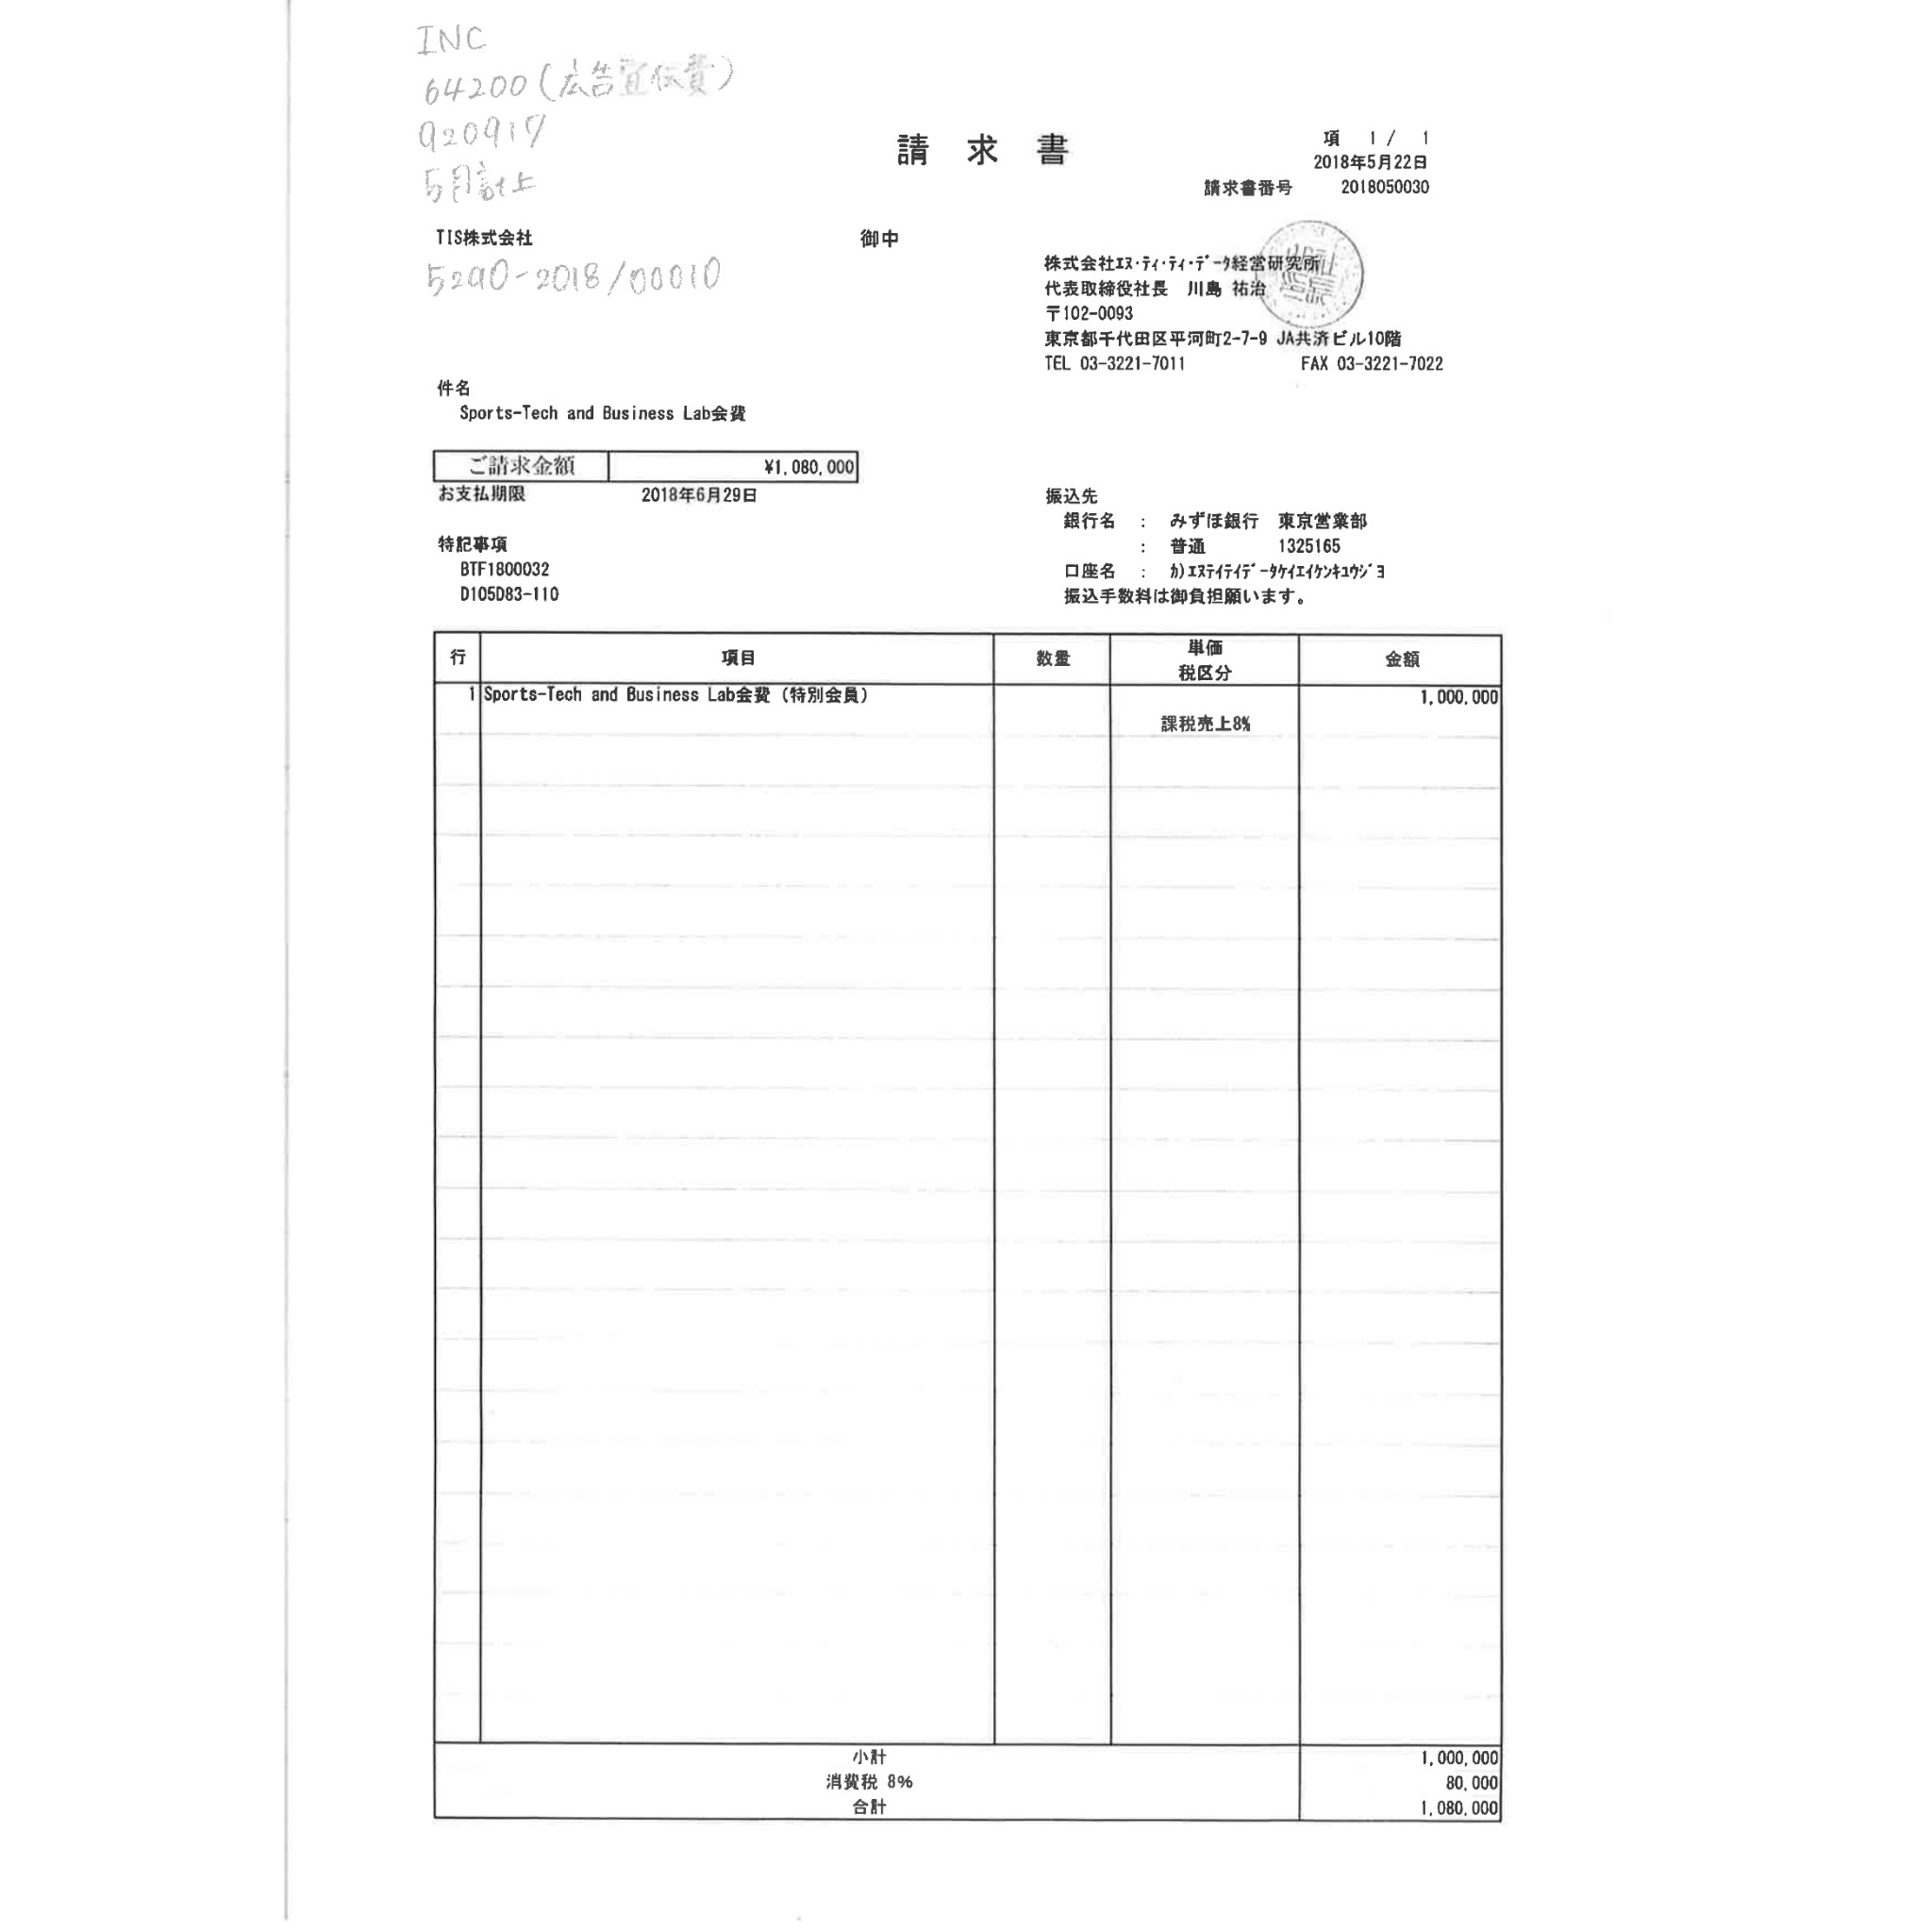 INC
64200(広告宣伝費)
920917
5月計上
請求書
項 1 / 1
2018年5月22日
請求書番号 2018050030
TIS株式会社 御中
5290-2018/00010
株式会社ｴﾇ･ﾃｨ･ﾃｨ･ﾃﾞｰﾀ経営研究所
代表取締役社長 川島 祐治
〒102-0093
東京都千代田区平河町2-7-9 JA共済ビル10階
TEL 03-3221-7011 FAX 03-3221-7022
件名
Sports-Tech and Business Lab会費
ご請求金額 ¥1,080,000
お支払期限 2018年6月29日
振込先
銀行名 : みずほ銀行 東京営業部
: 普通 1325165
口座名 : ｶ)ｴﾇﾃｲﾃｲﾃﾞｰﾀｹｲｴｲｹﾝｷﾕｳｼﾞﾖ
振込手数料は御負担願います。
特記事項
BTF1800032
D105D83-110
行 項目 数量 単価 税区分 金額
1 Sports-Tech and Business Lab会費（特別会員） 1,000,000
課税売上8%
小計 1,000,000
消費税 8% 80,000
合計 1,080,000